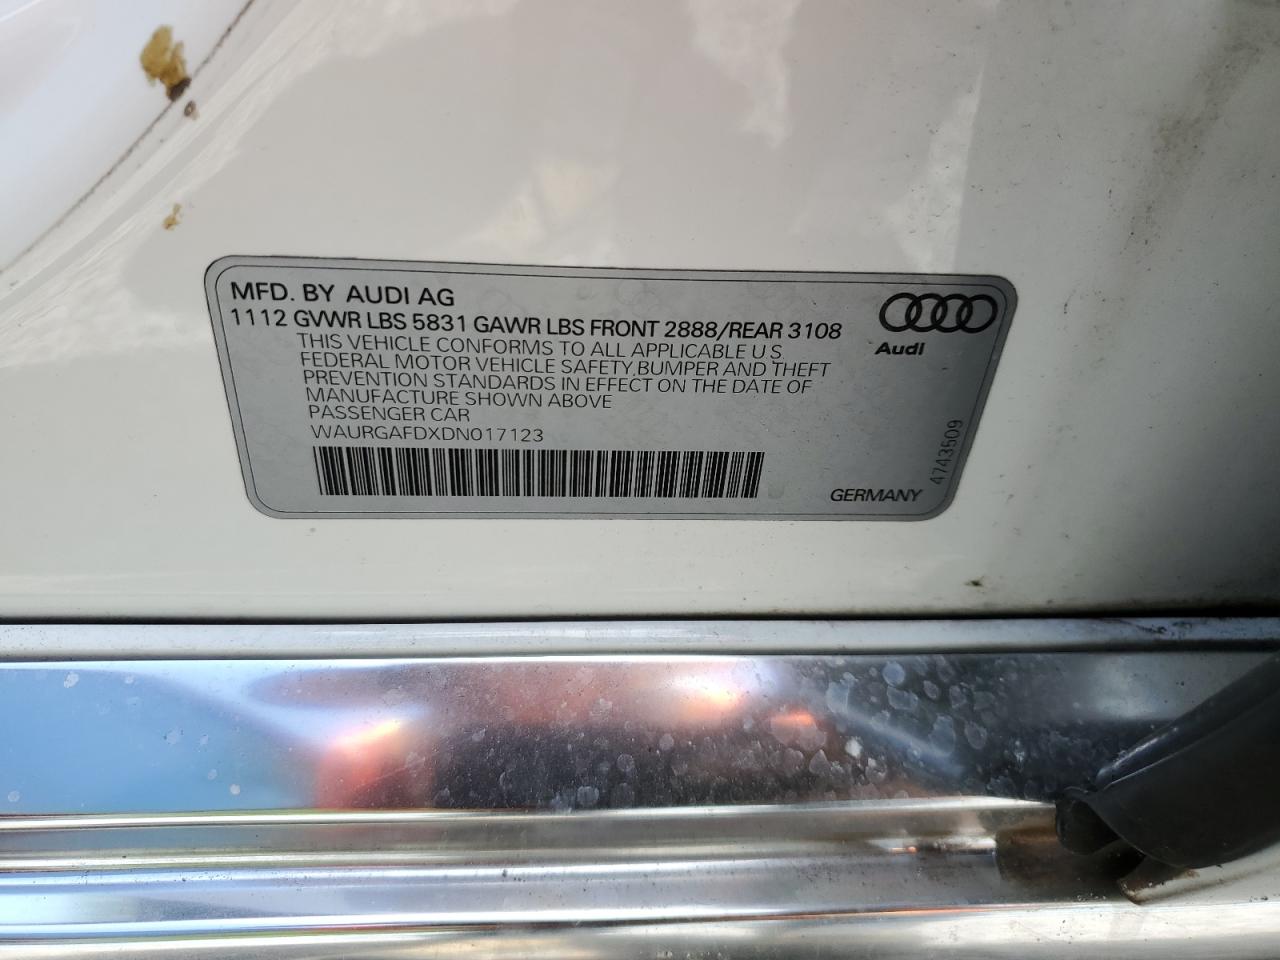 MFD. BY AUDI AG
1112 GVWR LBS 5831 GAWR LBS FRONT 2888/REAR 3108
THIS VEHICLE CONFORMS TO ALL APPLICABLE U S
FEDERAL MOTOR VEHICLE SAFETY,BUMPER AND THEFT
PREVENTION STANDARDS IN EFFECT ON THE DATE OF
MANUFACTURE SHOWN ABOVE
PASSENGER CAR
WAURGAFDXDN017123
Audi
GERMANY
4743509